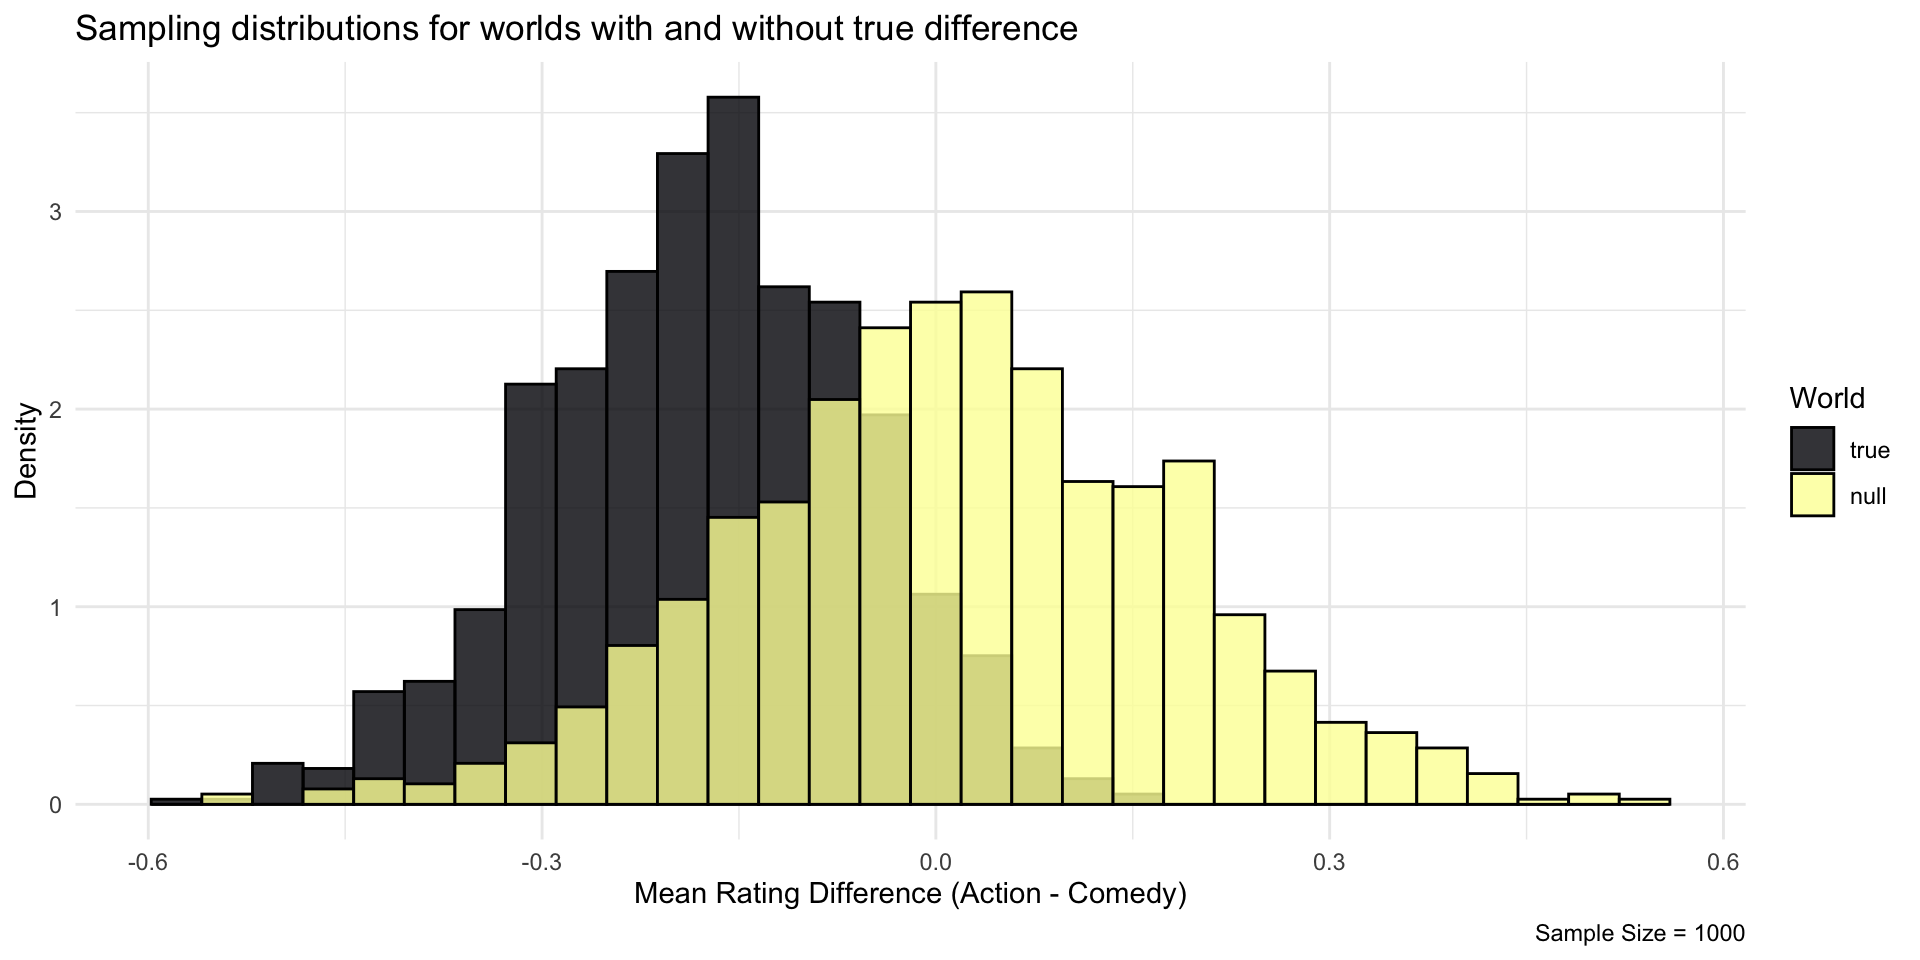 Sampling distributions for worlds with and without true difference
Density
3
2
1
0
-0.6
-0.3
0.0
0.3
0.6
Mean Rating Difference (Action - Comedy)
World
true
null
Sample Size = 1000